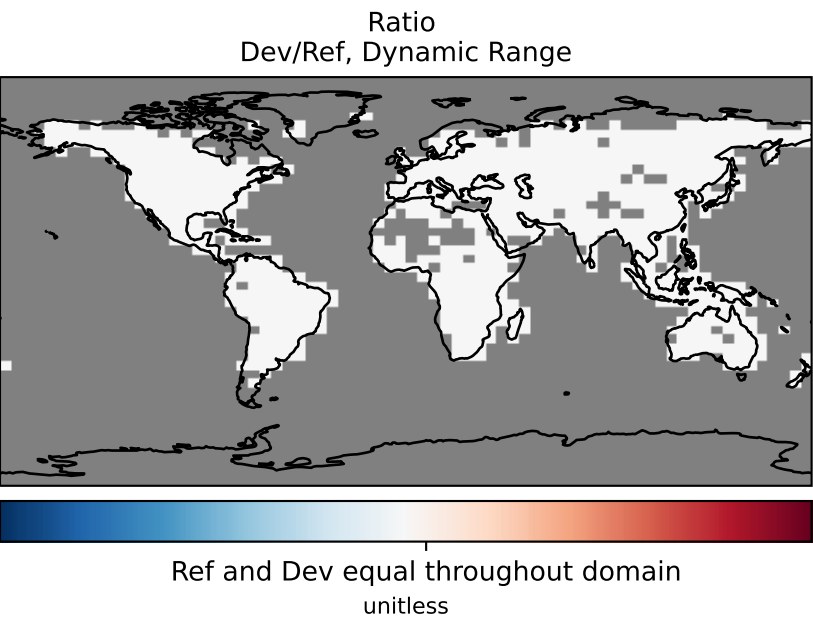 Ratio
Dev/Ref, Dynamic Range
Ref and Dev equal throughout domain
unitless